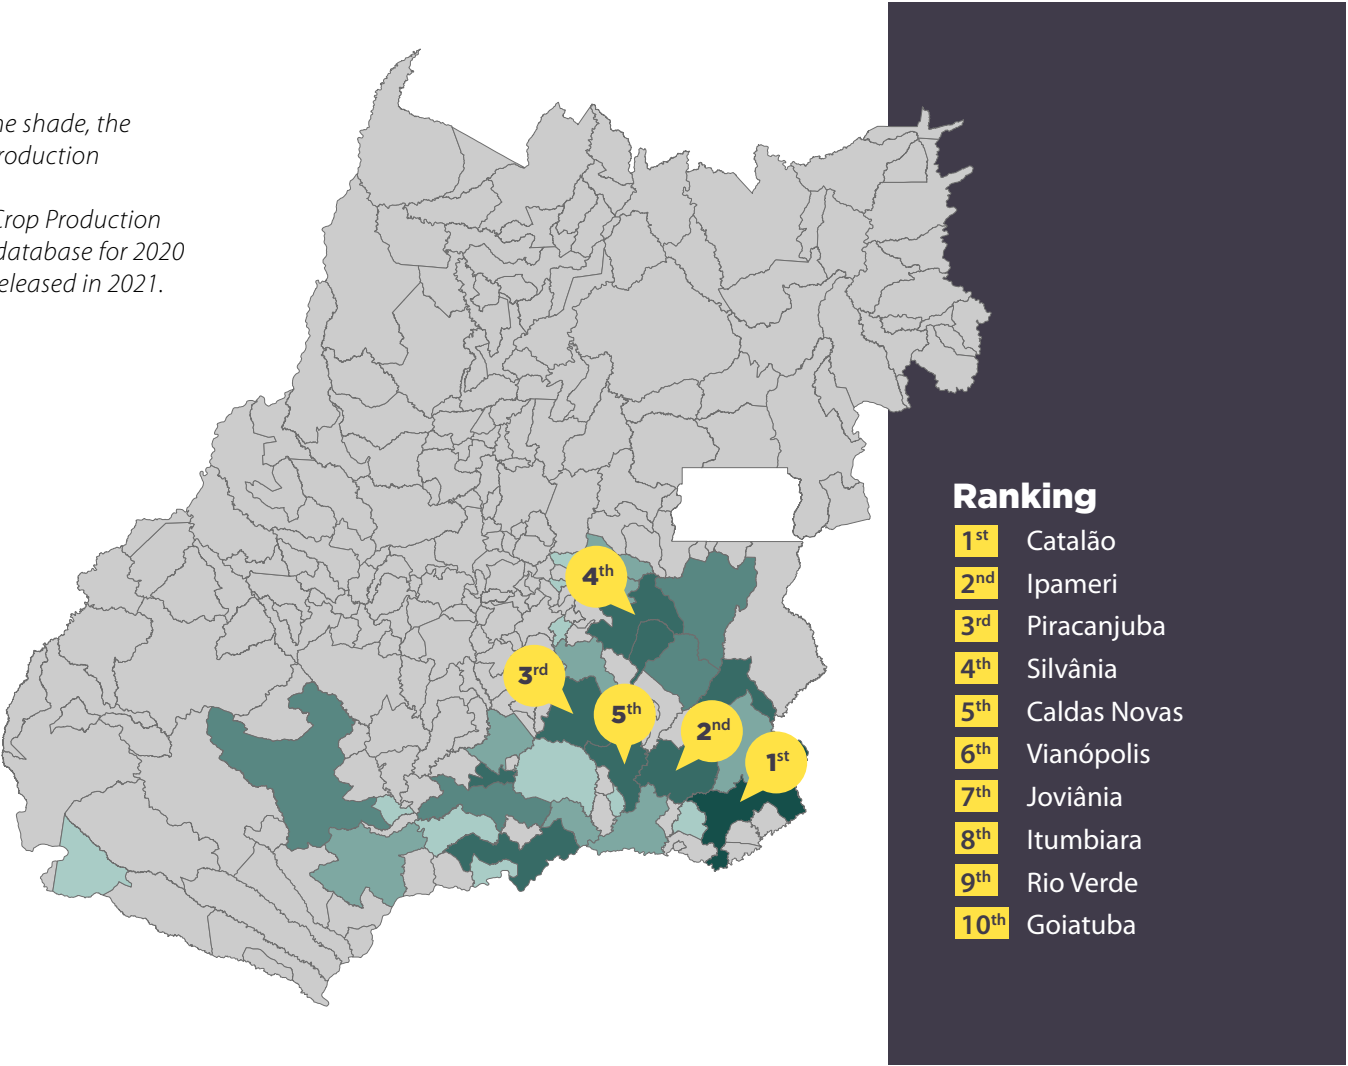 he shade, the
roduction
Crop Production
database for 2020
eleased in 2021.
4th
3rd
5th
2nd
1st
Ranking
1st Catalão
2nd Ipameri
3rd Piracanjuba
4th Silvânia
5th Caldas Novas
6th Vianópolis
7th Joviânia
8th Itumbiara
9th Rio Verde
10th Goiatuba